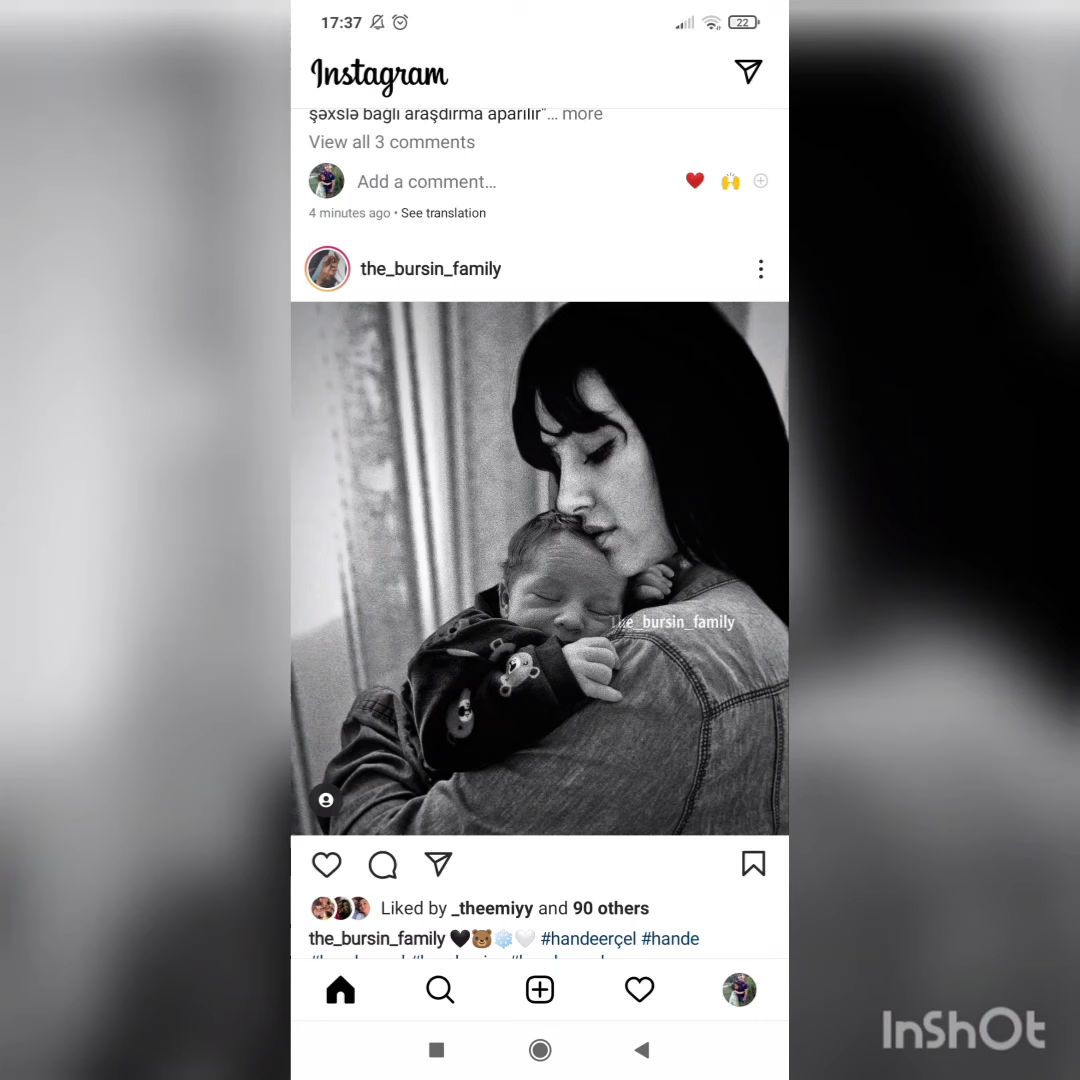 17:37
22
Instagram
şəxslə bağlı araşdırma aparılır"... more
View all 3 comments
Add a comment...
4 minutes ago • See translation
the_bursin_family
The_bursin_family
Liked by _theemiyy and 90 others
the_bursin_family 🖤🐻❄️🤍 #handeerçel #hande
InShOt